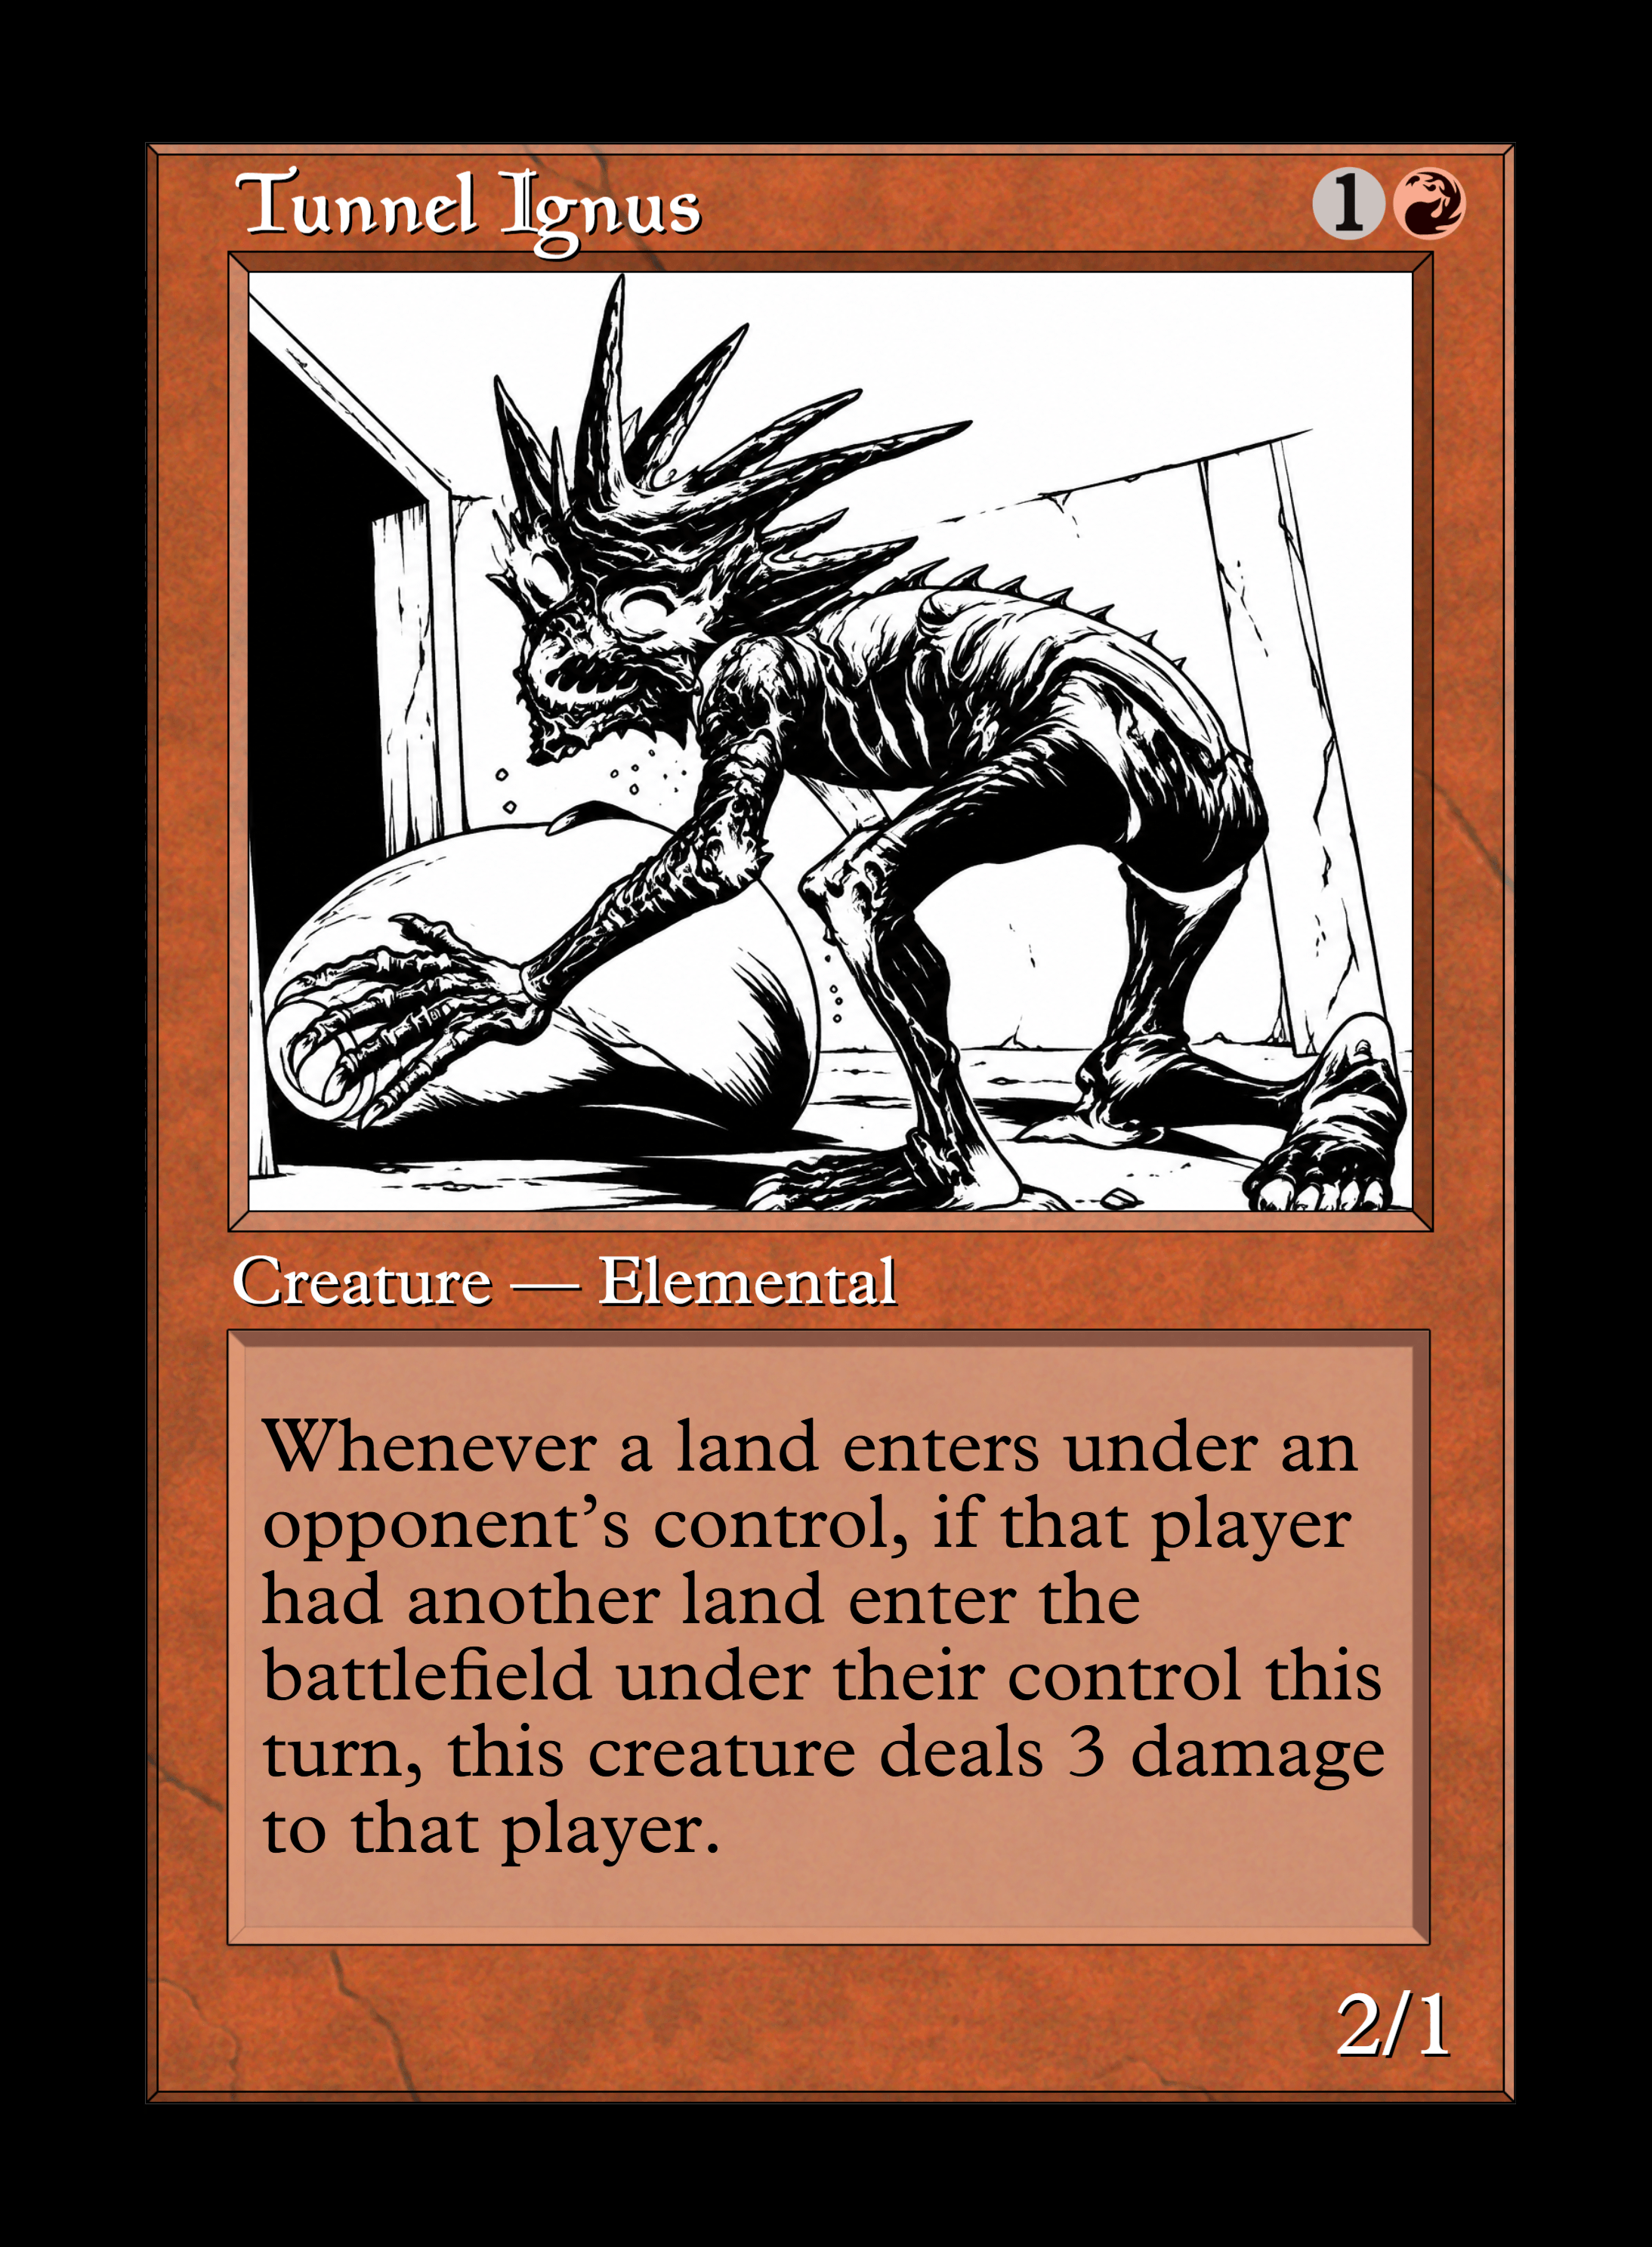 Tunnel Ignus 1
Creature — Elemental
Whenever a land enters under an
opponent’s control, if that player
had another land enter the
battlefield under their control this
turn, this creature deals 3 damage
to that player.
2/1